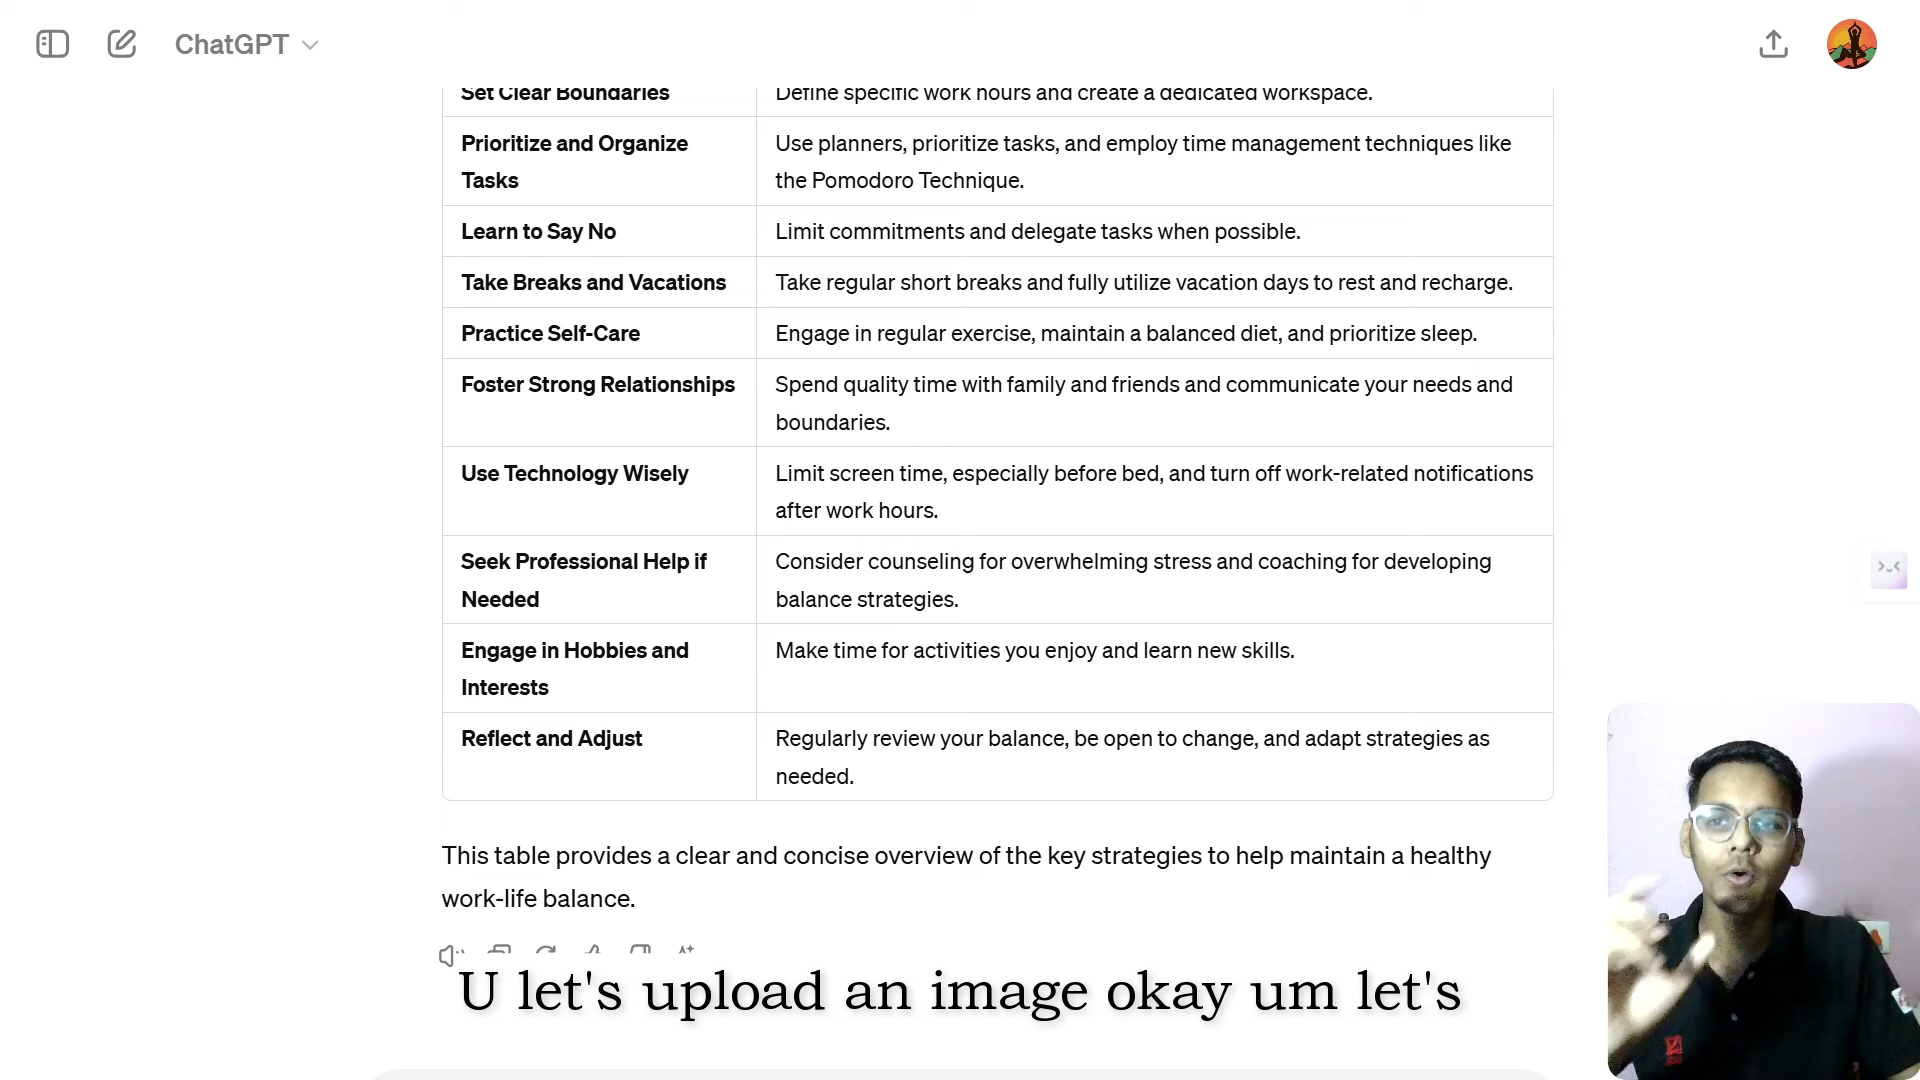 ChatGPT
Set Clear Boundaries
Define specific work hours and create a dedicated workspace.
Prioritize and Organize
Tasks
Use planners, prioritize tasks, and employ time management techniques like
the Pomodoro Technique.
Learn to Say No
Limit commitments and delegate tasks when possible.
Take Breaks and Vacations
Take regular short breaks and fully utilize vacation days to rest and recharge.
Practice Self-Care
Engage in regular exercise, maintain a balanced diet, and prioritize sleep.
Foster Strong Relationships
Spend quality time with family and friends and communicate your needs and
boundaries.
Use Technology Wisely
Limit screen time, especially before bed, and turn off work-related notifications
after work hours.
Seek Professional Help if
Needed
Consider counseling for overwhelming stress and coaching for developing
balance strategies.
Engage in Hobbies and
Interests
Make time for activities you enjoy and learn new skills.
Reflect and Adjust
Regularly review your balance, be open to change, and adapt strategies as
needed.
This table provides a clear and concise overview of the key strategies to help maintain a healthy
work-life balance.
U let's upload an image okay um let's